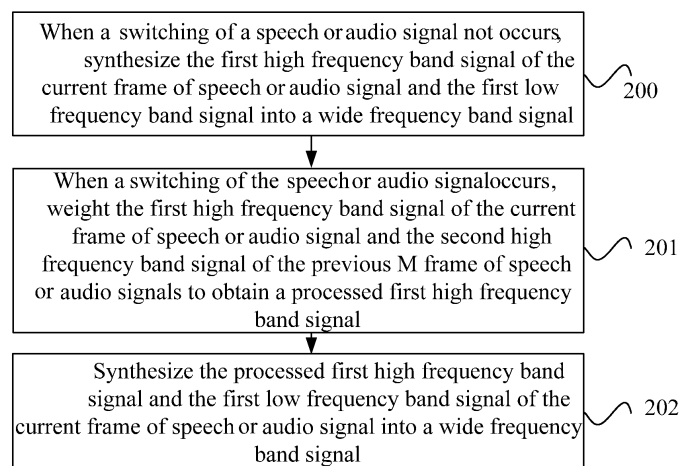 When a switching of a speech or audio signal not occurs,
synthesize the first high frequency band signal of the
current frame of speech or audio signal and the first low
frequency band signal into a wide frequency band signal
200
When a switching of the speech or audio signal occurs,
weight the first high frequency band signal of the current
frame of speech or audio signal and the second high
frequency band signal of the previous M frame of speech
or audio signals to obtain a processed first high frequency
band signal
201
Synthesize the processed first high frequency band
signal and the first low frequency band signal of the
current frame of speech or audio signal into a wide frequency
band signal
202